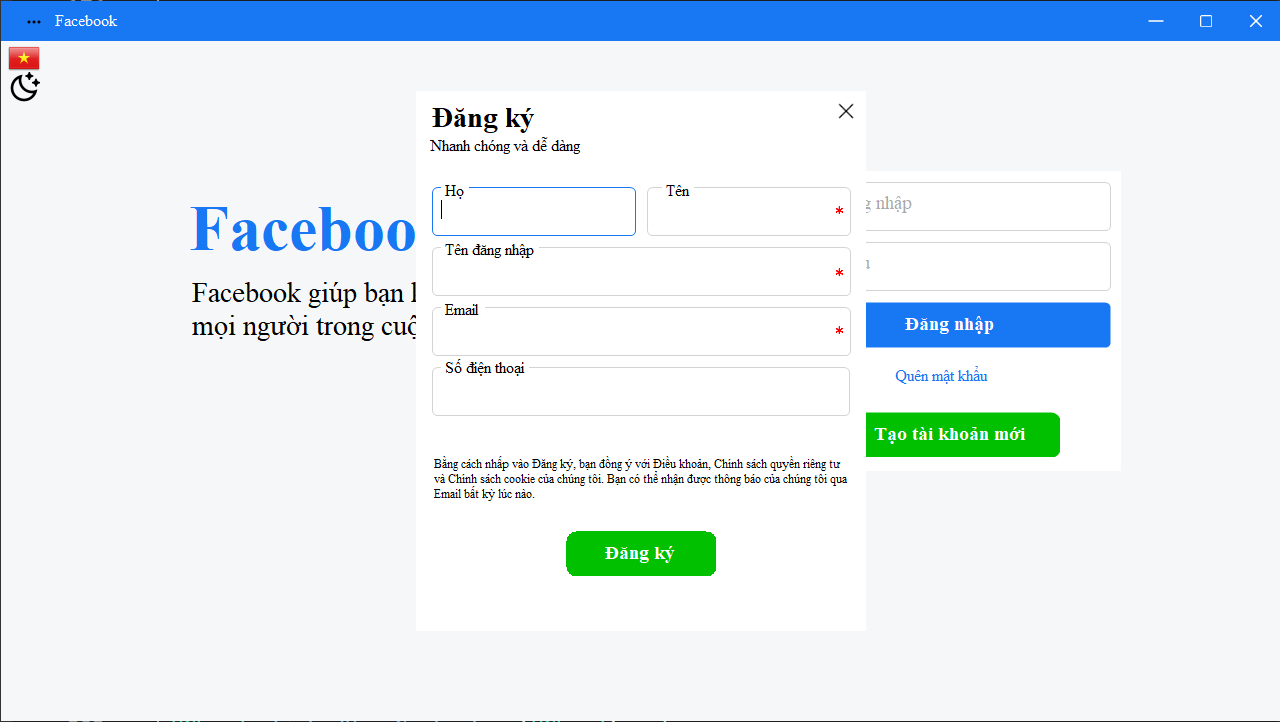 Facebook
Đăng ký
Nhanh chóng và dễ dàng
Họ
Tên
*
Tên đăng nhập
*
Email
*
Số điện thoại
Bằng cách nhấp vào Đăng ký, bạn đồng ý với Điều khoản, Chính sách quyền riêng tư
và Chính sách cookie của chúng tôi. Bạn có thể nhận được thông báo của chúng tôi qua
Email bất kỳ lúc nào.
Đăng ký
Faceboo
Facebook giúp bạn
mọi người trong
nhập
Đăng nhập
Quên mật khẩu
Tạo tài khoản mới